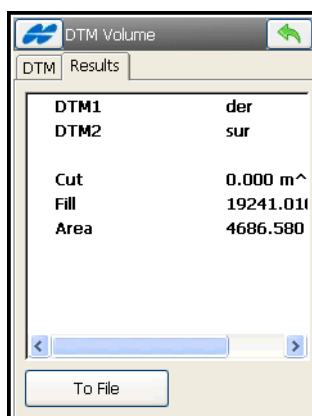 DTM Volume
DTM Results
DTM1 der
DTM2 sur
Cut 0.000 m^
Fill 19241.01
Area 4686.580
To File